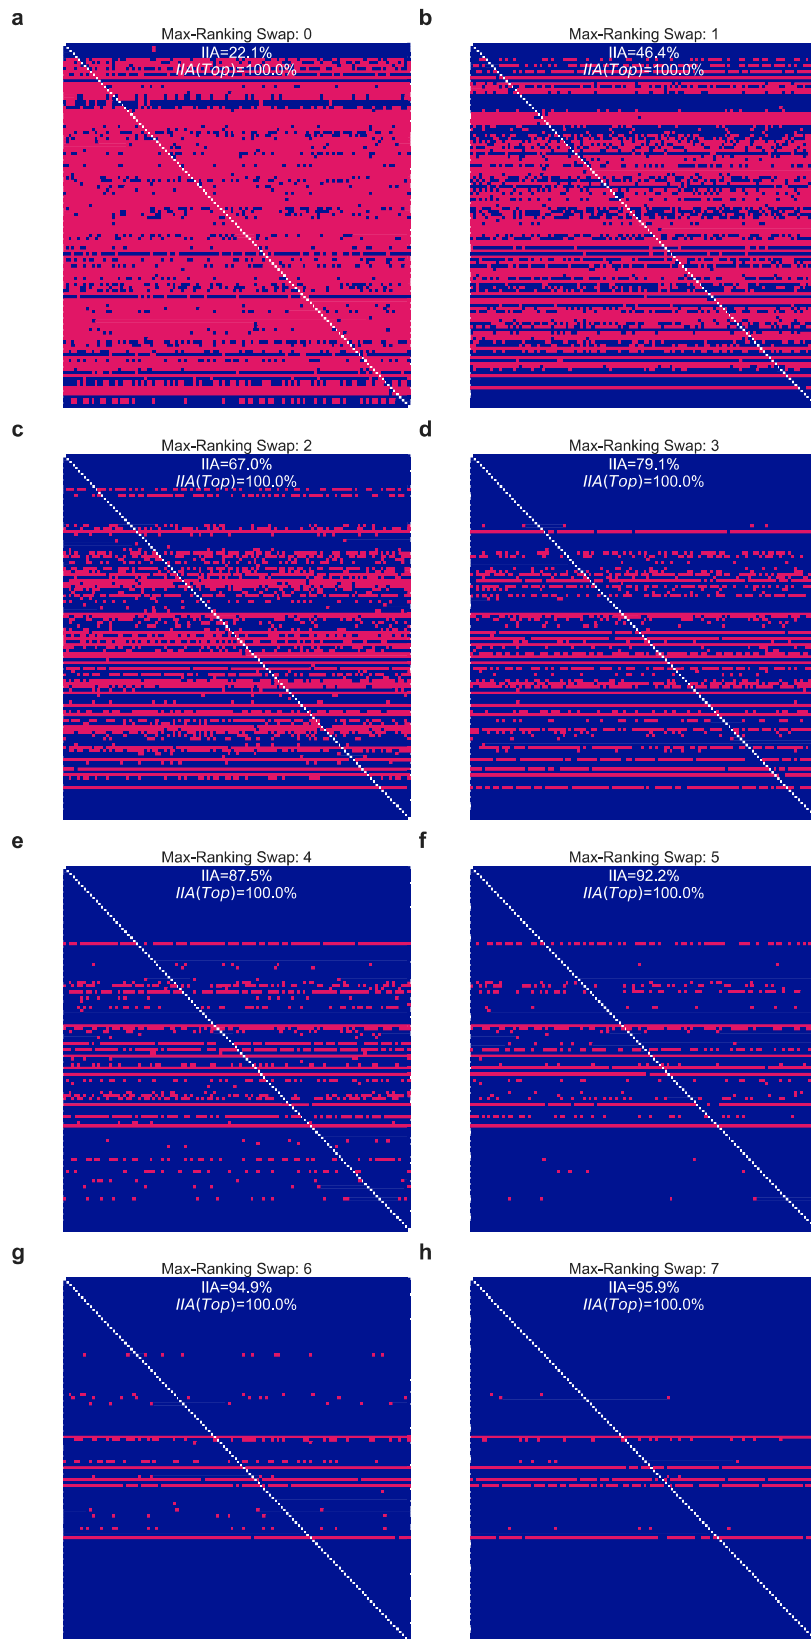 a
Max-Ranking Swap: 0
IIA=22.1%
IIA(Top)=100.0%
b
Max-Ranking Swap: 1
IIA=46.4%
IIA(Top)=100.0%
c
Max-Ranking Swap: 2
IIA=67.0%
IIA(Top)=100.0%
d
Max-Ranking Swap: 3
IIA=79.1%
IIA(Top)=100.0%
e
Max-Ranking Swap: 4
IIA=87.5%
IIA(Top)=100.0%
f
Max-Ranking Swap: 5
IIA=92.2%
IIA(Top)=100.0%
g
Max-Ranking Swap: 6
IIA=94.9%
IIA(Top)=100.0%
h
Max-Ranking Swap: 7
IIA=95.9%
IIA(Top)=100.0%